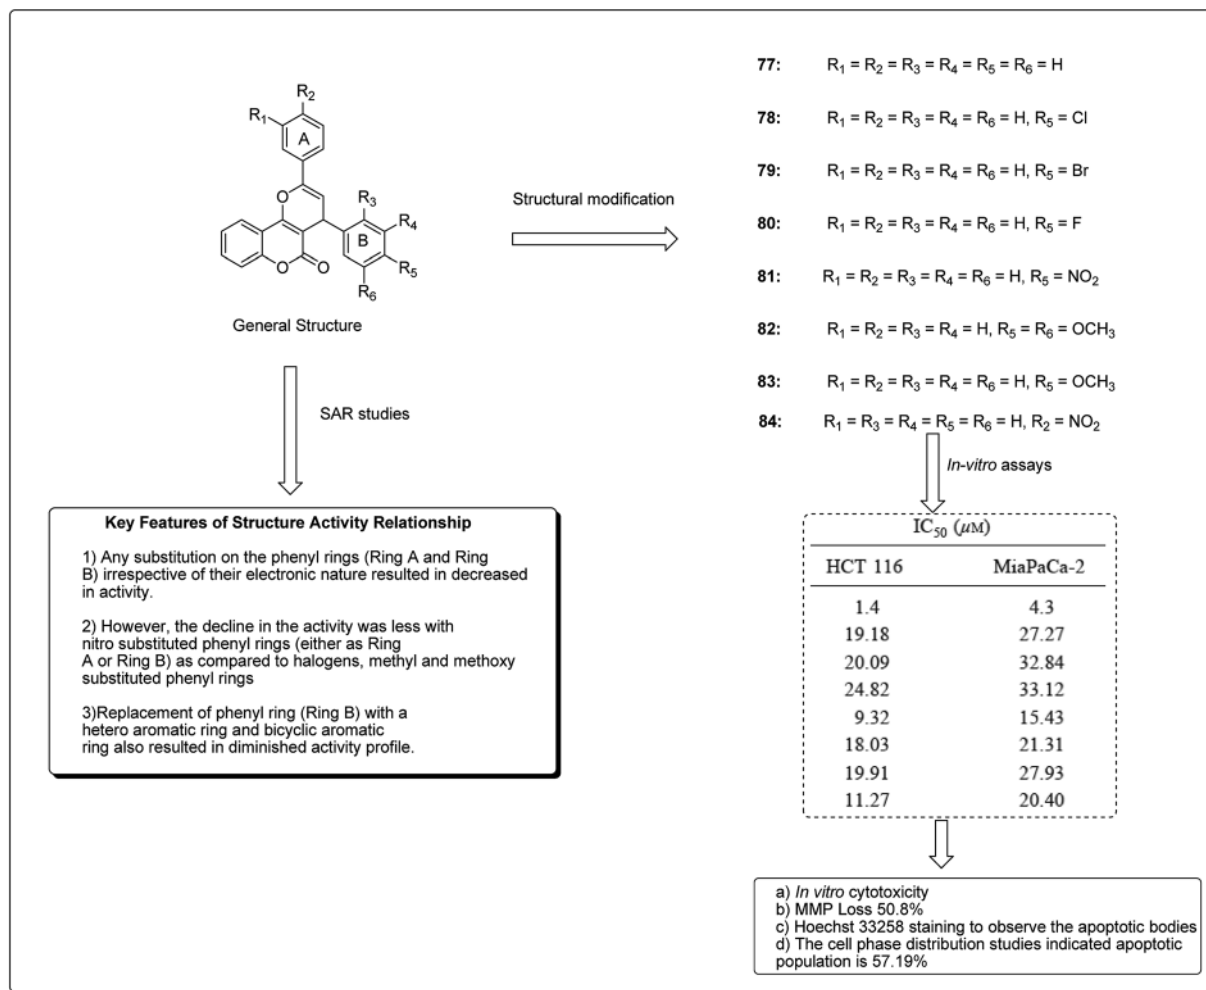 R2
R1
A
O
R3
R4
B
O
O
R5
R6
General Structure
Structural modification
SAR studies
77: R1 = R2 = R3 = R4 = R5 = R6 = H
78: R1 = R2 = R3 = R4 = R6 = H, R5 = Cl
79: R1 = R2 = R3 = R4 = R6 = H, R5 = Br
80: R1 = R2 = R3 = R4 = R6 = H, R5 = F
81: R1 = R2 = R3 = R4 = R6 = H, R5 = NO2
82: R1 = R2 = R3 = R4 = H, R5 = R6 = OCH3
83: R1 = R2 = R3 = R4 = R6 = H, R5 = OCH3
84: R1 = R3 = R4 = R5 = R6 = H, R2 = NO2
In-vitro assays
Key Features of Structure Activity Relationship
1) Any substitution on the phenyl rings (Ring A and Ring
B) irrespective of their electronic nature resulted in decreased
in activity.
2) However, the decline in the activity was less with
nitro substituted phenyl rings (either as Ring
A or Ring B) as compared to halogens, methyl and methoxy
substituted phenyl rings
3)Replacement of phenyl ring (Ring B) with a
hetero aromatic ring and bicyclic aromatic
ring also resulted in diminished activity profile.
IC50 (μM)
HCT 116 MiaPaCa-2
1.4 4.3
19.18 27.27
20.09 32.84
24.82 33.12
9.32 15.43
18.03 21.31
19.91 27.93
11.27 20.40
a) In vitro cytotoxicity
b) MMP Loss 50.8%
c) Hoechst 33258 staining to observe the apoptotic bodies
d) The cell phase distribution studies indicated apoptotic
population is 57.19%